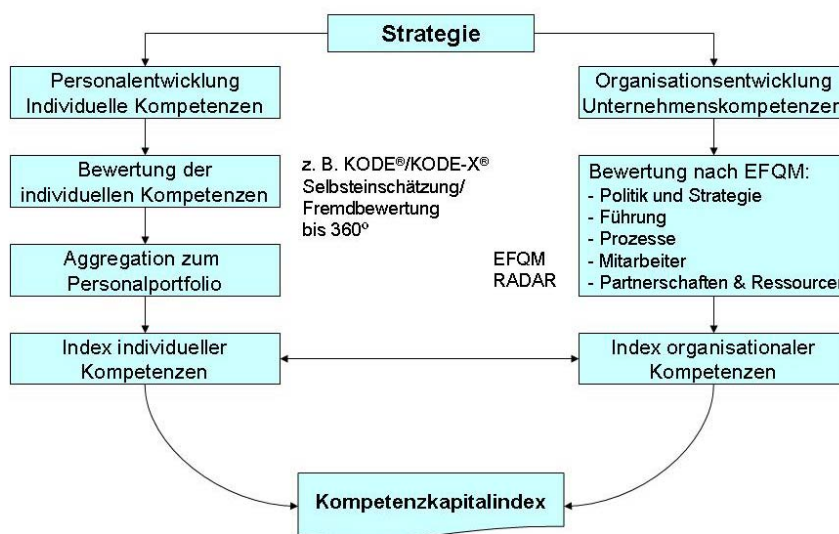 Strategie
Personalentwicklung
Individuelle Kompetenzen
Organisationsentwicklung
Unternehmenskompetenzen
Bewertung der
individuellen Kompetenzen
z. B. KODE®/KODE-X®
Selbsteinschätzung/
Fremdbewertung
bis 360°
Bewertung nach EFQM:
- Politik und Strategie
- Führung
- Prozesse
- Mitarbeiter
- Partnerschaften & Ressourcen
Aggregation zum
Personalportfolio
EFQM
RADAR
Index individueller
Kompetenzen
Index organisationaler
Kompetenzen
Kompetenzkapitalindex